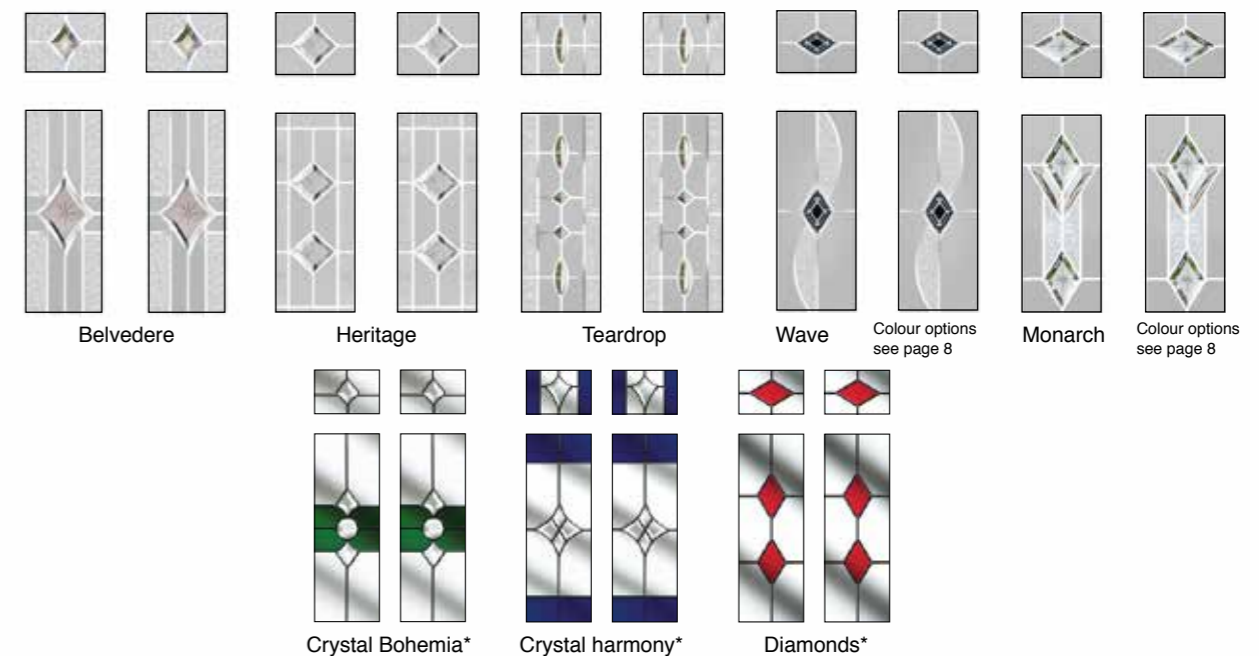 Belvedere
Heritage
Teardrop
Wave
Colour options
see page 8
Monarch
Colour options
see page 8
Crystal Bohemia*
Crystal harmony*
Diamonds*